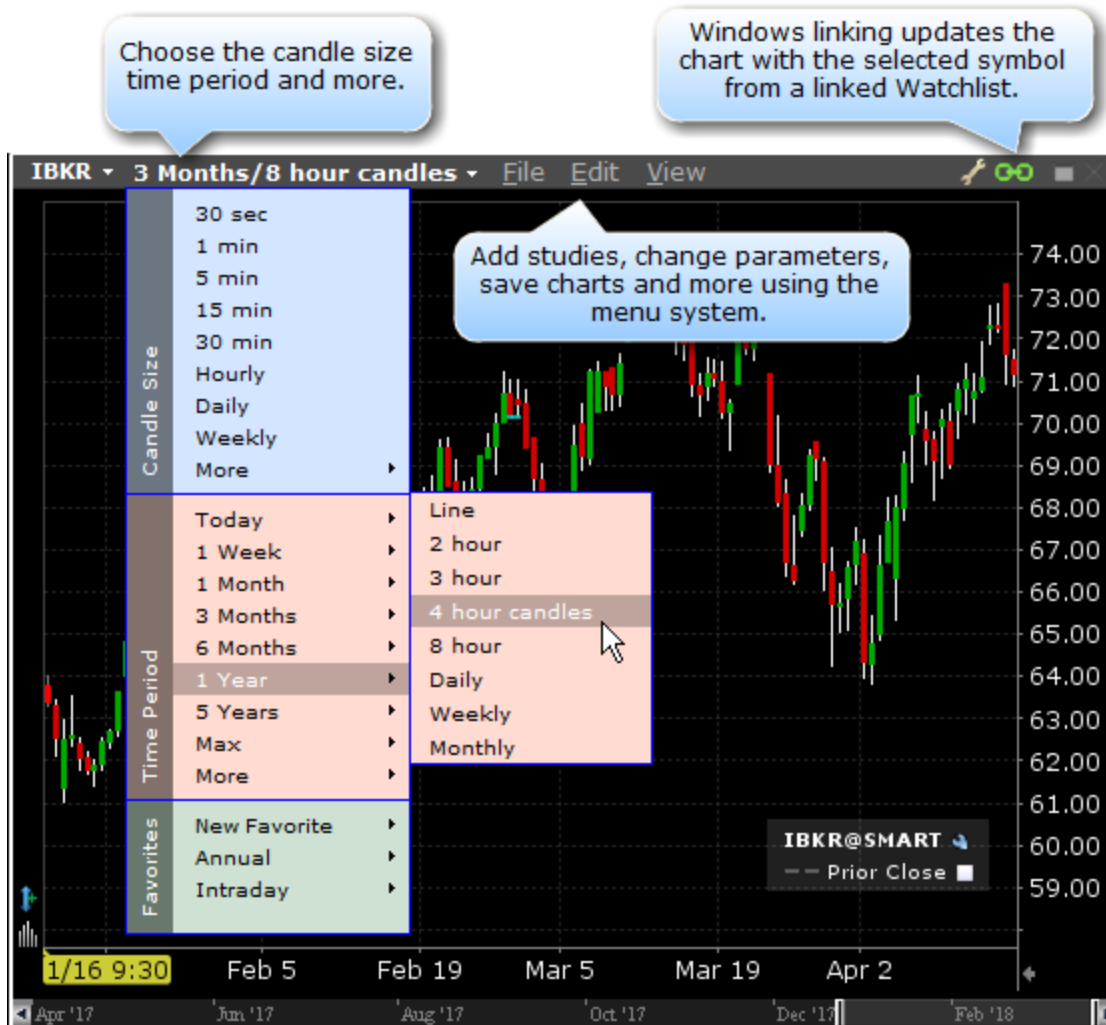 Choose the candle size
time period and more.
Windows linking updates the
chart with the selected symbol
from a linked Watchlist.
IBKR 3 Months/8 hour candles File Edit View
Add studies, change parameters,
save charts and more using the
menu system.
Candle Size
30 sec
1 min
5 min
15 min
30 min
Hourly
Daily
Weekly
More
Time Period
Today
1 Week
1 Month
3 Months
6 Months
1 Year
5 Years
Max
More
Line
2 hour
3 hour
4 hour candles
8 hour
Daily
Weekly
Monthly
Favorites
New Favorite
Annual
Intraday
74.00
73.00
72.00
71.00
70.00
69.00
68.00
67.00
66.00
65.00
64.00
63.00
62.00
61.00
60.00
59.00
IBKR@SMART
Prior Close
1/16 9:30 Feb 5 Feb 19 Mar 5 Mar 19 Apr 2
Apr '17 Jun '17 Aug '17 Oct '17 Dec '17 Feb '18